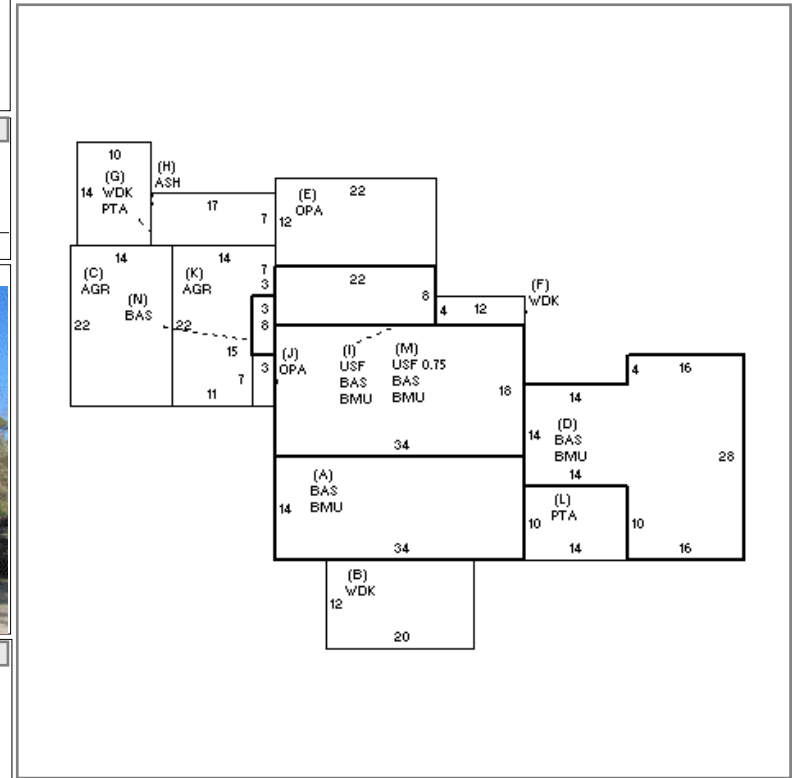 10
(G)
14 WDK
PTA
(H)
ASH
17
7
(E)
OPA
22
12
14
(C)
AGR
22
(N)
BAS
14
(K)
AGR
22
15
7
11
7
3
3
8
3
22
8
4 12
(F)
WDK
(J)
OPA
(I)
USF
BAS
BMU
(M)
USF 0.75
BAS
BMU
18
34
(A)
BAS
14 BMU
34
4 16
14
14
(D)
BAS
BMU
14
28
(L)
PTA
10
14
10
16
(B)
WDK
12
20